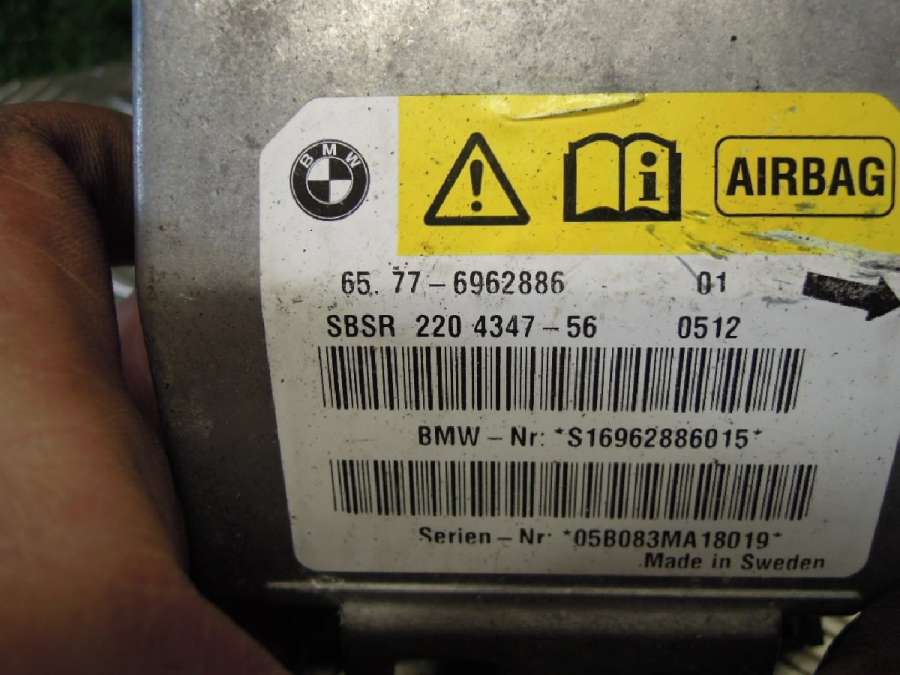 BMW
i AIRBAG
65. 77-6962886 01
SBSR 220 4347-56 0512
BMW-Nr: *S16962886015*
Serien-Nr: *05B083MA18019*
Made in Sweden